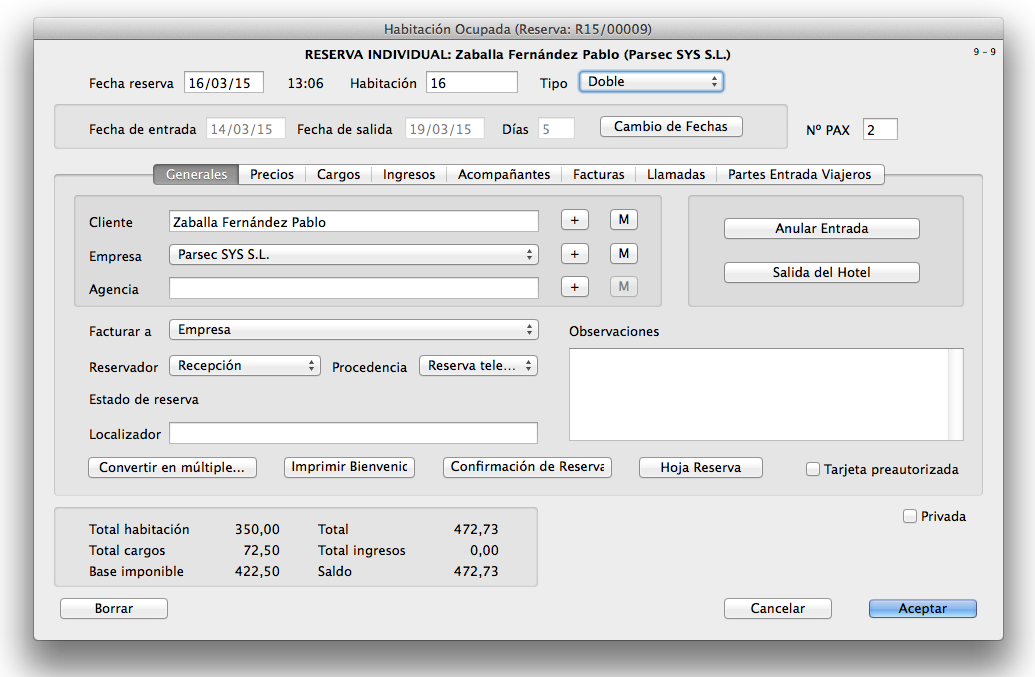 Habitación Ocupada (Reserva: R15/00009)
RESERVA INDIVIDUAL: Zaballa Fernández Pablo (Parsec SYS S.L.)
9 - 9
Fecha reserva 16/03/15 13:06 Habitación 16 Tipo Doble
Fecha de entrada 14/03/15 Fecha de salida 19/03/15 Días 5 Cambio de Fechas Nº PAX 2
Generales Precios Cargos Ingresos Acompañantes Facturas Llamadas Partes Entrada Viajeros
Cliente Zaballa Fernández Pablo + M Anular Entrada
Empresa Parsec SYS S.L. + M
Salida del Hotel
Agencia + M
Facturar a Empresa Observaciones
Reservador Recepción Procedencia Reserva tele...
Estado de reserva
Localizador
Convertir en múltiple... Imprimir Bienvenic Confirmación de Reserva Hoja Reserva Tarjeta preautorizada
Privada
Total habitación 350,00 Total 472,73
Total cargos 72,50 Total ingresos 0,00
Base imponible 422,50 Saldo 472,73
Borrar Cancelar Aceptar